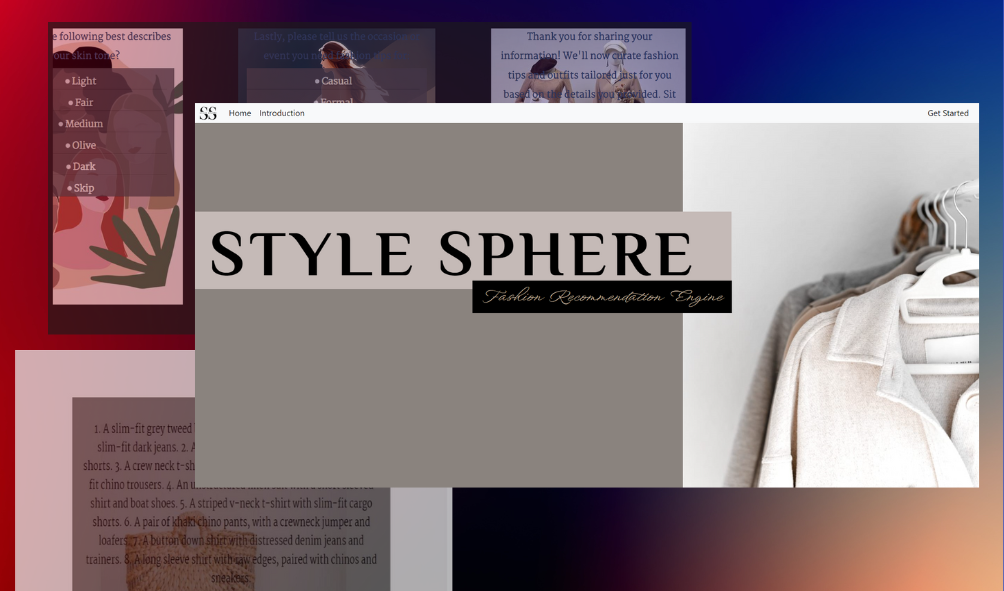 e following best describes
our skin tone?
Light
Fair
Medium
Olive
Dark
Skip
Lastly, please tell us the occasion or
event you need
Casual
Formal
Thank you for sharing your
information! We'll now curate fashion
tips and outfits tailored just for you
based on the details you provided. Sit
SS
Home Introduction
Get Started
STYLE SPHERE
Fashion Recommendation Engine
1. A slim-fit grey tweed
slim-fit dark jeans. 2. A
shorts. 3. A crew neck t-sh
fit chino trousers. 4. An
shirt and boat shoes. 5. A striped v-neck t-shirt with slim-fit cargo
shorts. 6. A pair of khaki chino pants, with a crewneck jumper and
loafers. 7. A button down shirt with distressed denim jeans and
trainers. 8. A long sleeve shirt with raw edges, paired with chinos and
sneakers.